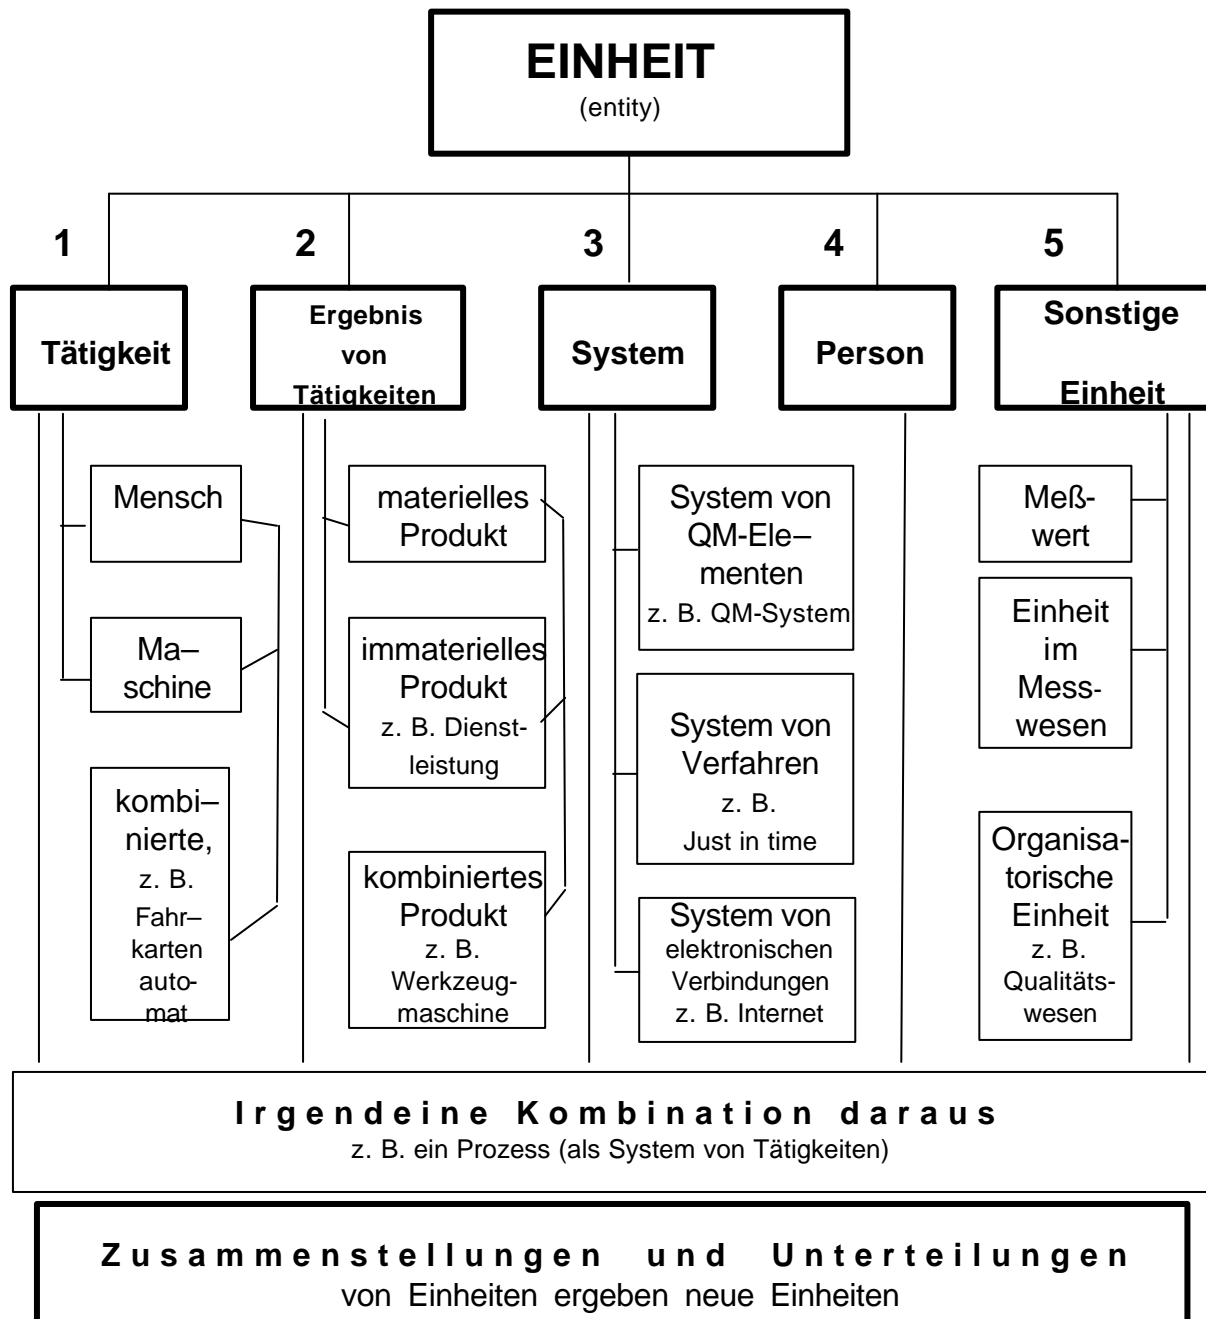 EINHEIT
(entity)
1
2
3
4
5
Tätigkeit
Ergebnis
von
Tätigkeiten
System
Person
Sonstige
Einheit
Mensch
Ma–
schine
kombi–
nierte,
z. B.
Fahr–
karten
auto-
mat
materielles
Produkt
immaterielles
Produkt
z. B. Dienst-
leistung
kombiniertes
Produkt
z. B.
Werkzeug-
maschine
System von
QM-Ele–
menten
z. B. QM-System
System von
Verfahren
z. B.
Just in time
System von
elektronischen
Verbindungen
z. B. Internet
Meß-
wert
Einheit
im
Mess-
wesen
Organisa-
torische
Einheit
z. B.
Qualitäts-
wesen
Irgendeine Kombination daraus
z. B. ein Prozess (als System von Tätigkeiten)
Zusammenstellungen und Unterteilungen
von Einheiten ergeben neue Einheiten